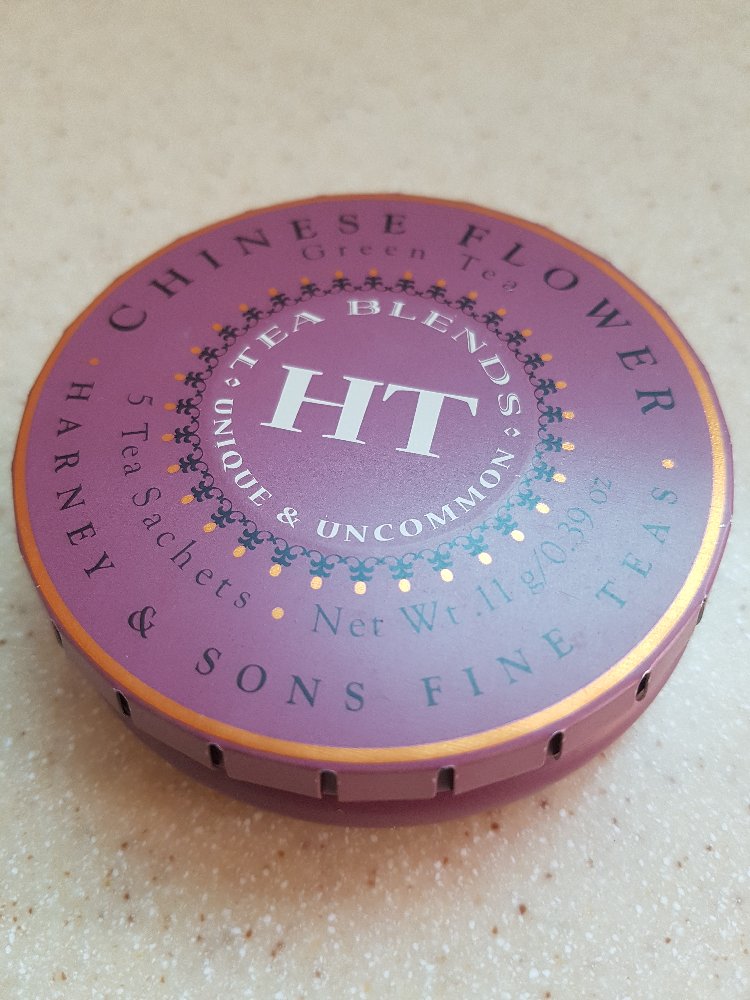 CHINESE FLOWER
Green Tea
TEA BLENDS
HT
UNIQUE & UNCOMMON
5 Tea Sachets • Net Wt .11 g/0.39 oz
• HARNEY & SONS FINE TEAS •